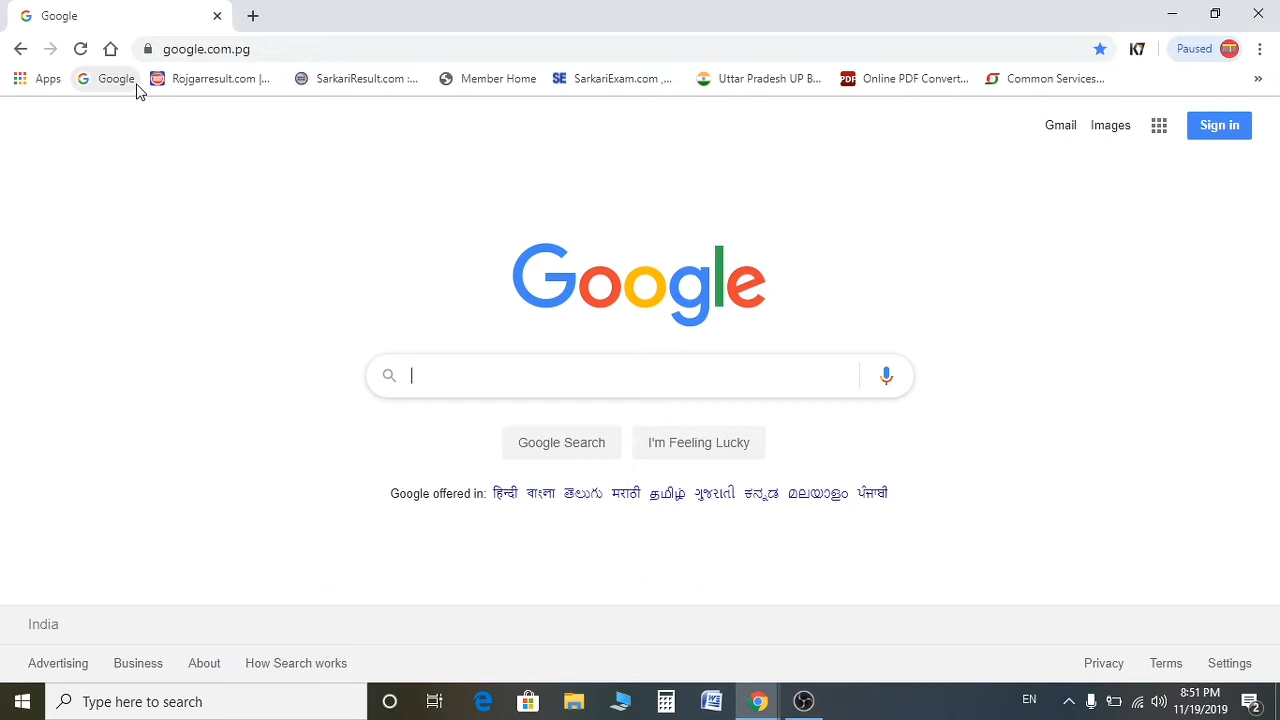 Google
google.com.pg
Paused
Apps Google Rojgarresult.com |... SarkariResult.com :... Member Home SE SarkariExam.com ,... Uttar Pradesh UP B... PDF Online PDF Convert... Common Services... »
Gmail Images Sign in
Google
Google Search I'm Feeling Lucky
Google offered in: हिन्दी বাংলা తెలుగు मराठी தமிழ் ગુજરાતી ಕನ್ನಡ മലയാളം ਪੰਜਾਬੀ
India
Advertising Business About How Search works Privacy Terms Settings
Type here to search
EN
8:51 PM
11/19/2019
2